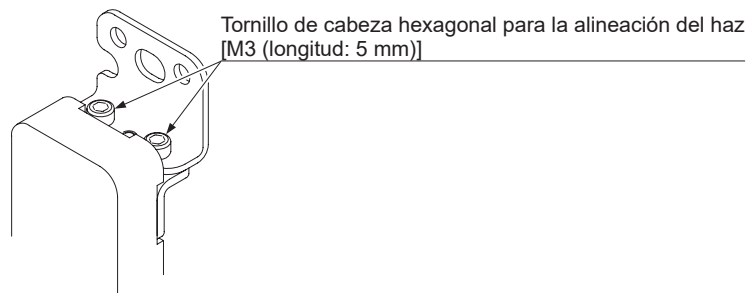 Tornillo de cabeza hexagonal para la alineación del haz
[M3 (longitud: 5 mm)]